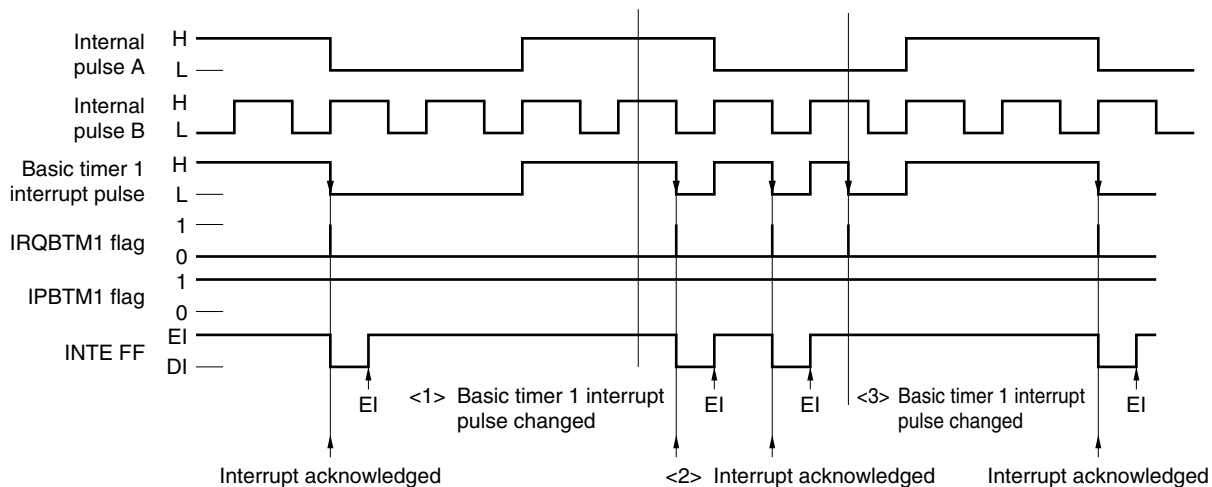 Internal
pulse A
H
L
Internal
pulse B
H
L
Basic timer 1
interrupt pulse
H
L
IRQBTM1 flag
1
0
IPBTM1 flag
1
0
INTE FF
EI
DI
EI
<1> Basic timer 1 interrupt
pulse changed
EI
EI
<3> Basic timer 1 interrupt
pulse changed
EI
Interrupt acknowledged
<2> Interrupt acknowledged
Interrupt acknowledged